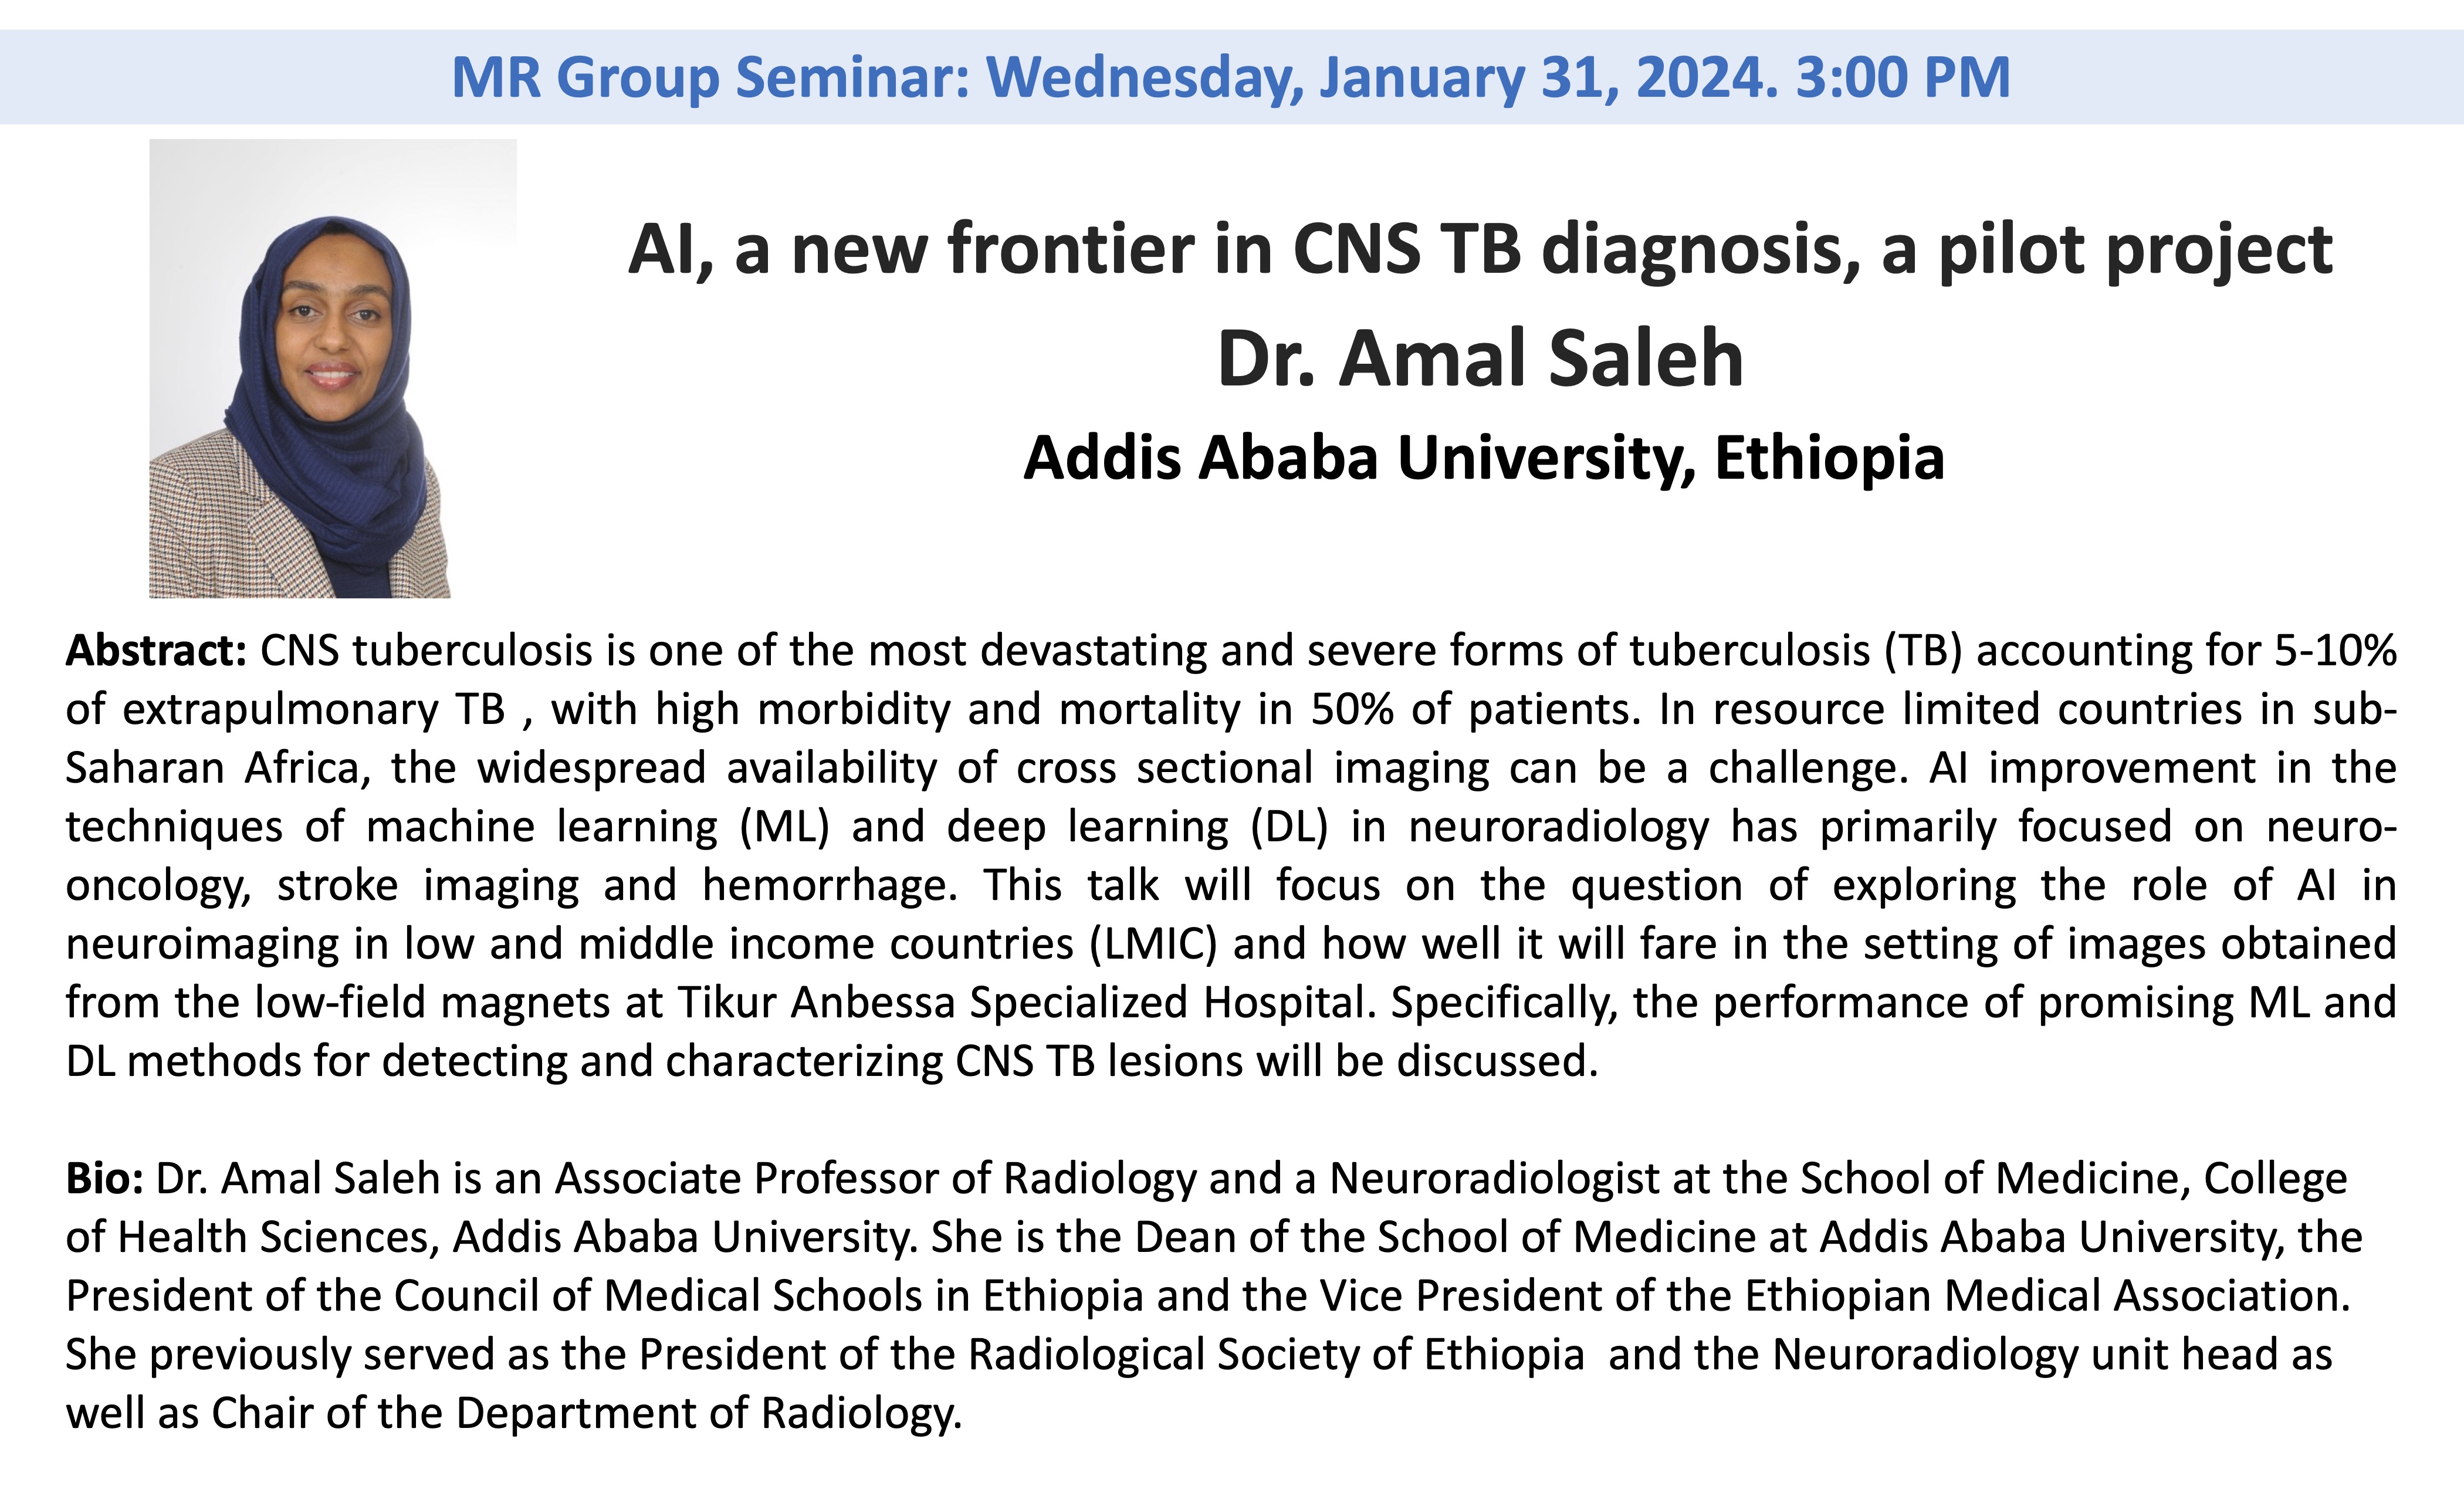 MR Group Seminar: Wednesday, January 31, 2024. 3:00 PM
AI, a new frontier in CNS TB diagnosis, a pilot project
Dr. Amal Saleh
Addis Ababa University, Ethiopia
Abstract: CNS tuberculosis is one of the most devastating and severe forms of tuberculosis (TB) accounting for 5-10%
of extrapulmonary TB , with high morbidity and mortality in 50% of patients. In resource limited countries in sub-
Saharan Africa, the widespread availability of cross sectional imaging can be a challenge. AI improvement in the
techniques of machine learning (ML) and deep learning (DL) in neuroradiology has primarily focused on neuro-
oncology, stroke imaging and hemorrhage. This talk will focus on the question of exploring the role of AI in
neuroimaging in low and middle income countries (LMIC) and how well it will fare in the setting of images obtained
from the low-field magnets at Tikur Anbessa Specialized Hospital. Specifically, the performance of promising ML and
DL methods for detecting and characterizing CNS TB lesions will be discussed.
Bio: Dr. Amal Saleh is an Associate Professor of Radiology and a Neuroradiologist at the School of Medicine, College
of Health Sciences, Addis Ababa University. She is the Dean of the School of Medicine at Addis Ababa University, the
President of the Council of Medical Schools in Ethiopia and the Vice President of the Ethiopian Medical Association.
She previously served as the President of the Radiological Society of Ethiopia  and the Neuroradiology unit head as
well as Chair of the Department of Radiology.